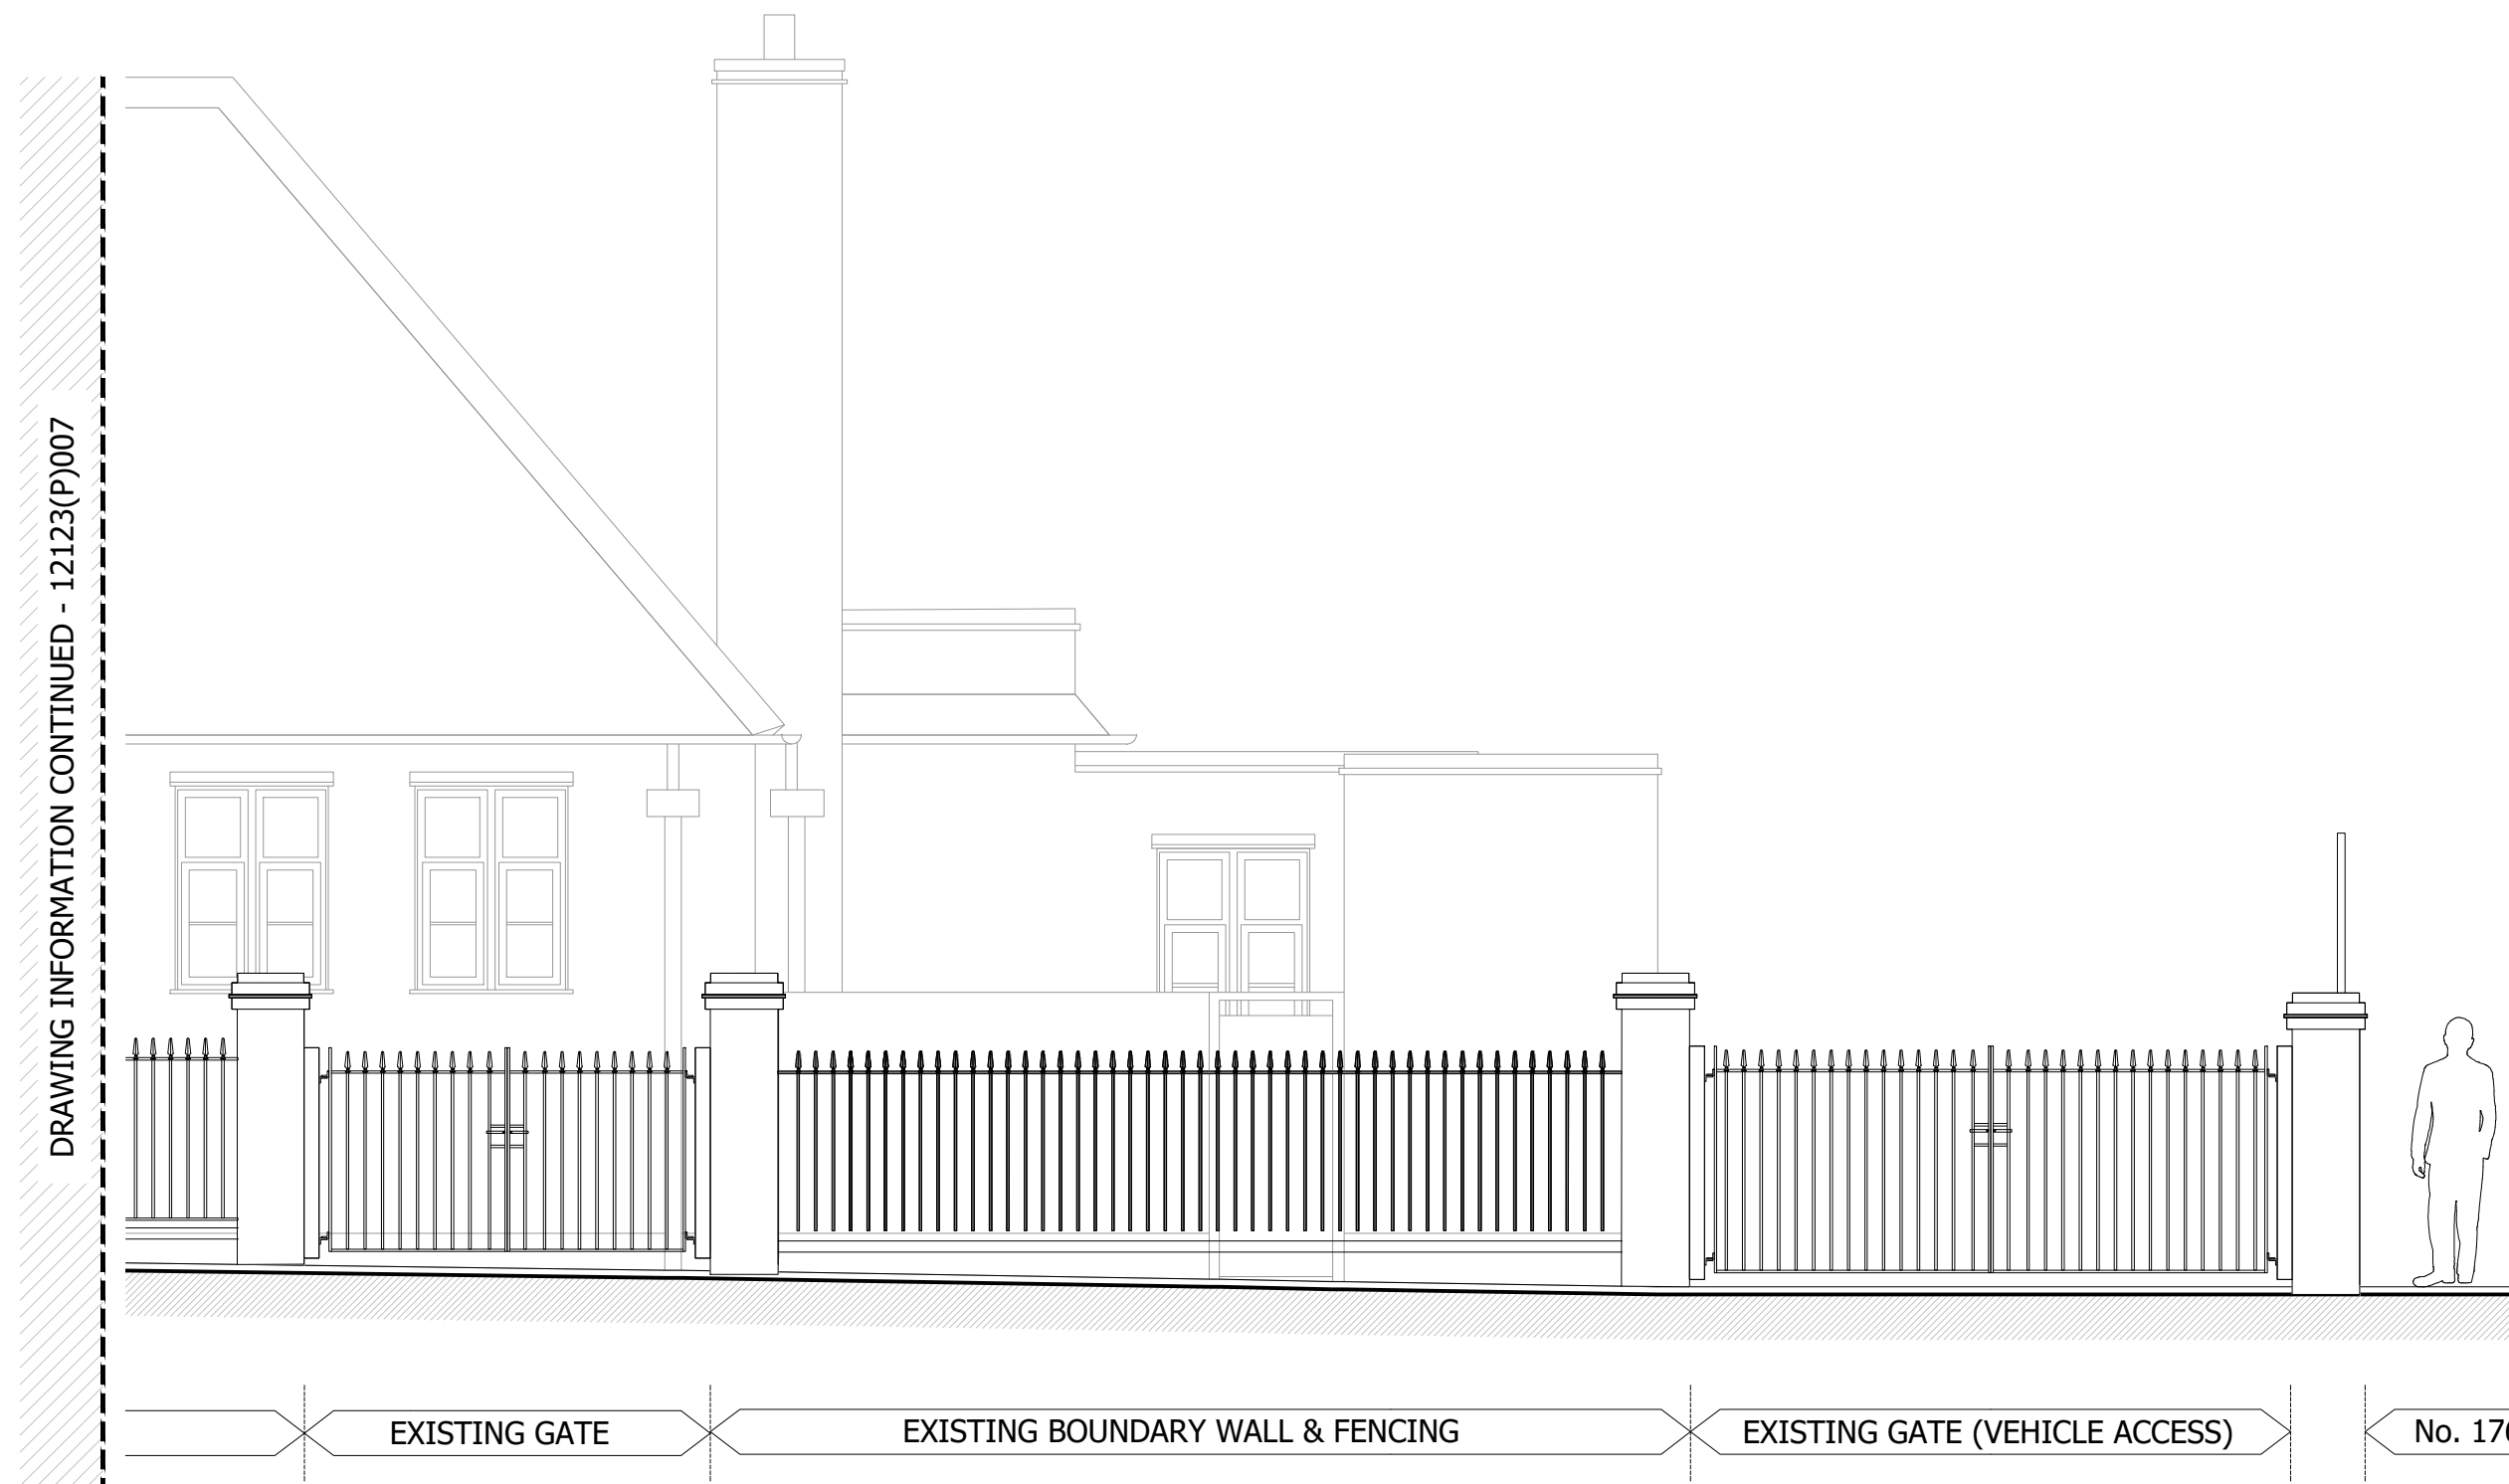 DRAWING INFORMATION CONTINUED - 12123(P)007
EXISTING GATE
EXISTING BOUNDARY WALL & FENCING
EXISTING GATE (VEHICLE ACCESS)
No.